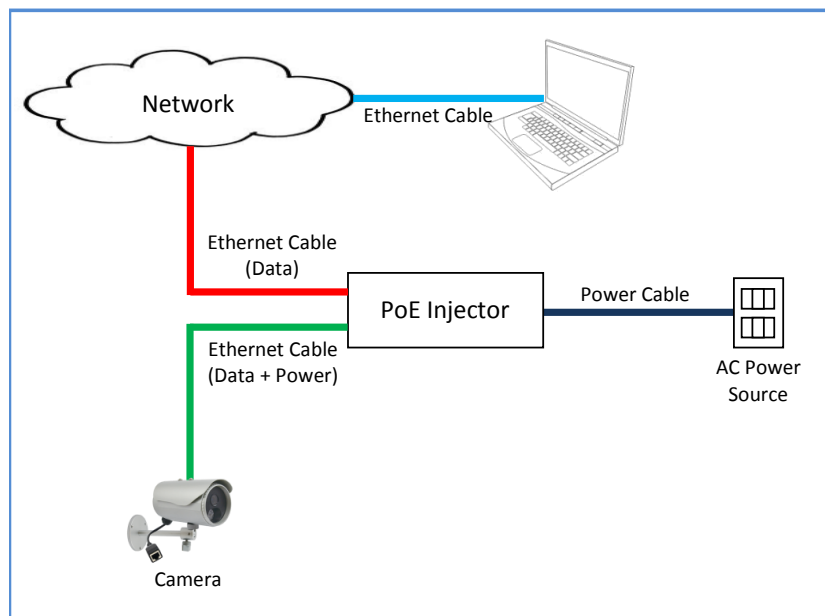 Network
Ethernet Cable
Ethernet Cable
(Data)
PoE Injector
Power Cable
Ethernet Cable
(Data + Power)
AC Power
Source
Camera